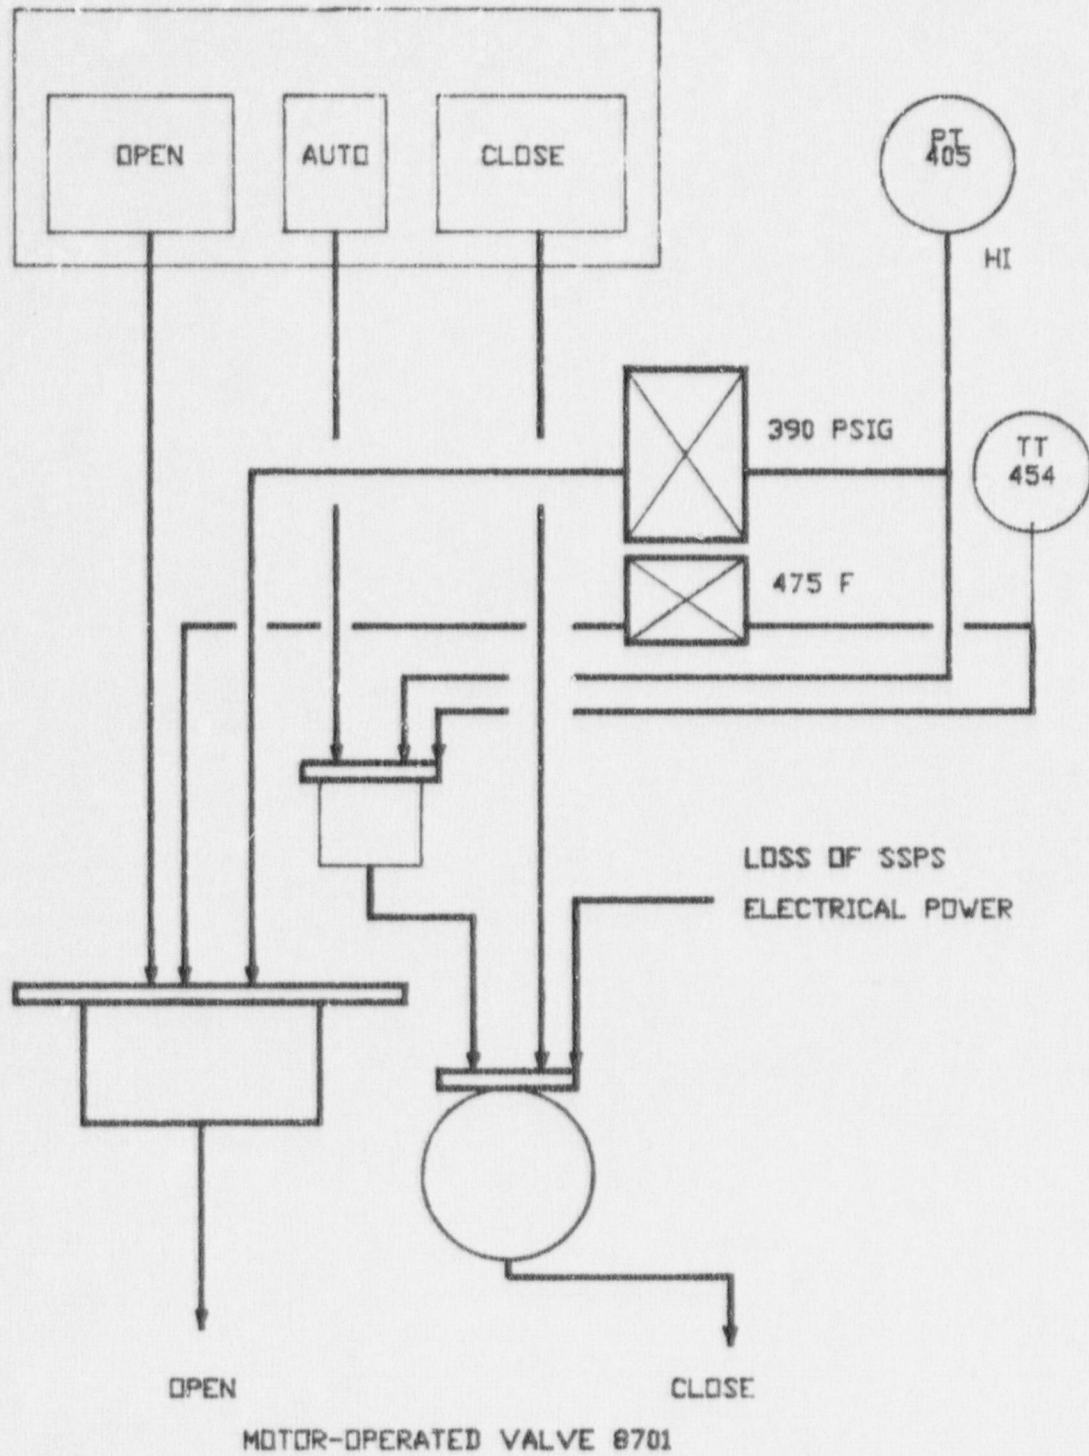 OPEN
AUTO
CLOSE
PT
405
HI
390 PSIG
TT
454
475 F
LOSS OF SSPS
ELECTRICAL POWER
OPEN
CLOSE
MOTOR-OPERATED VALVE 8701